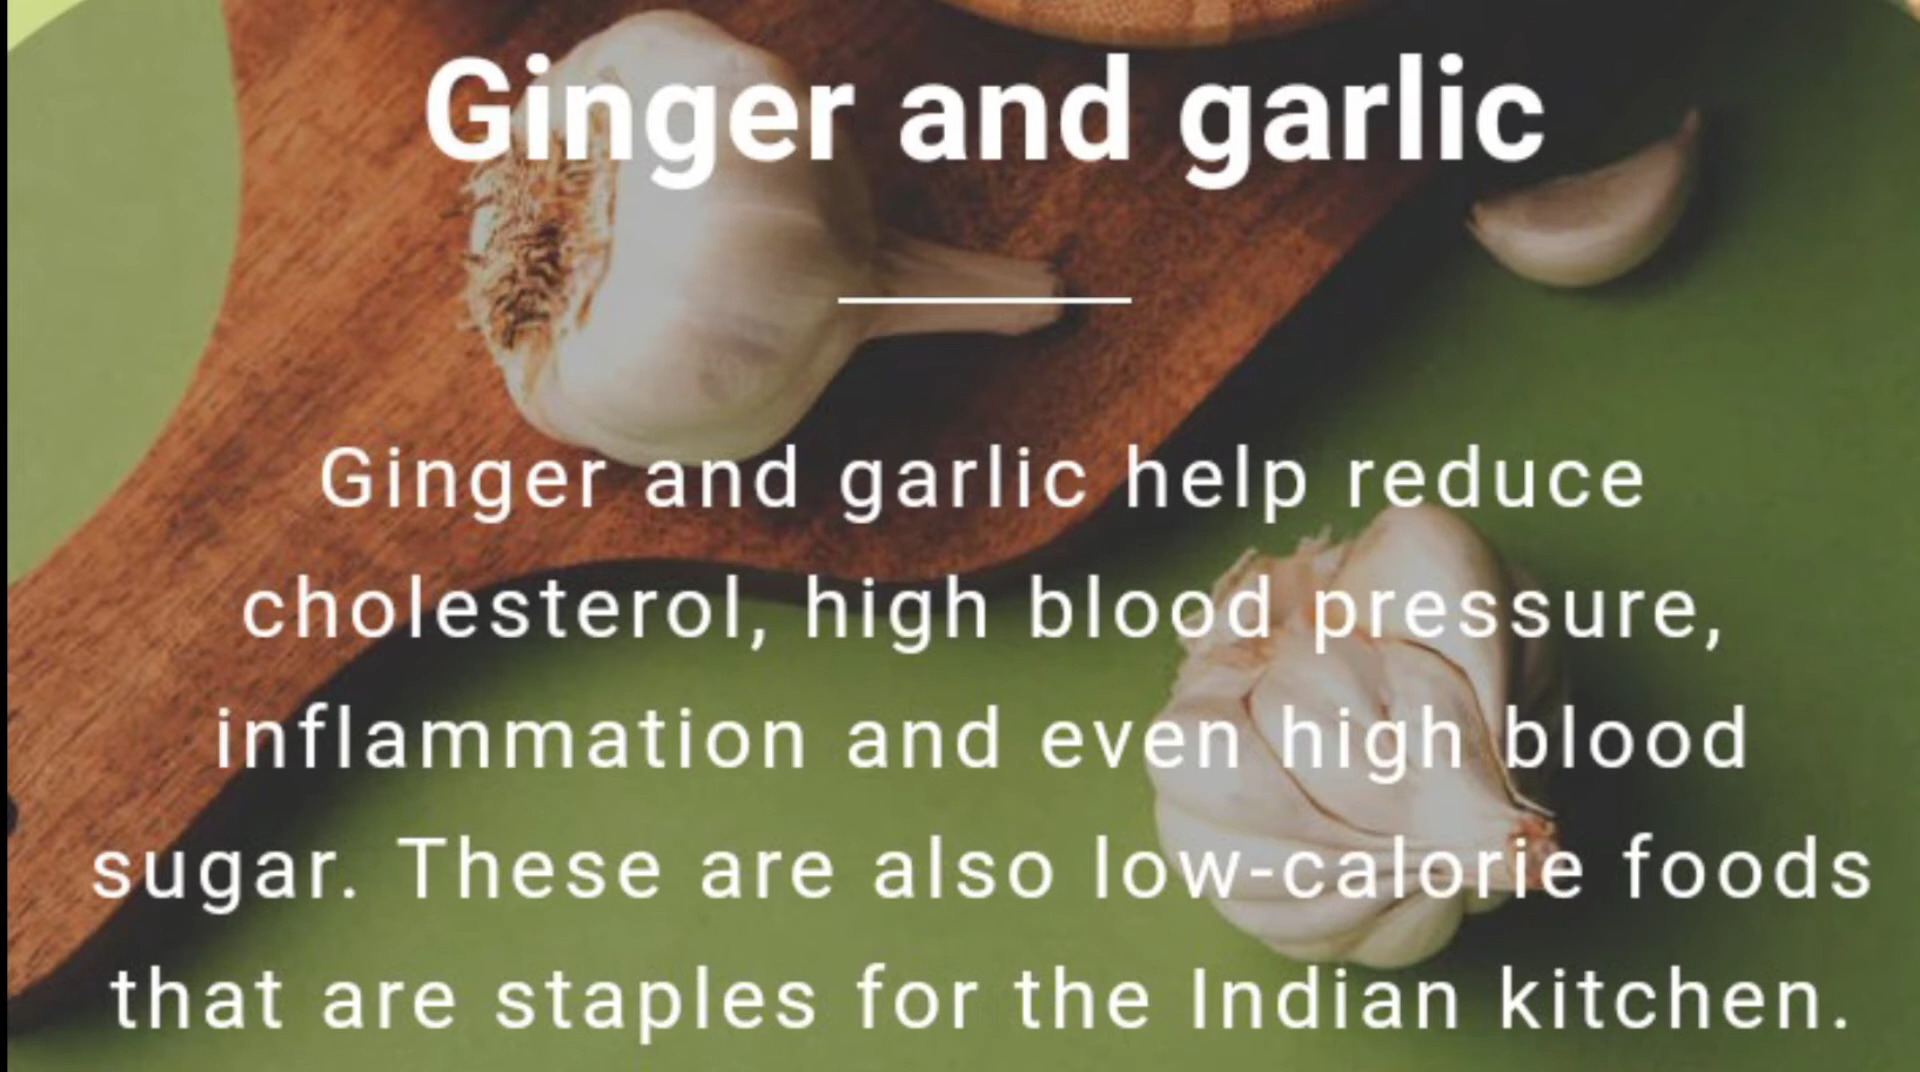 Ginger and garlic
Ginger and garlic help reduce
cholesterol, high blood pressure,
inflammation and even high blood
sugar. These are also low-calorie foods
that are staples for the Indian kitchen.